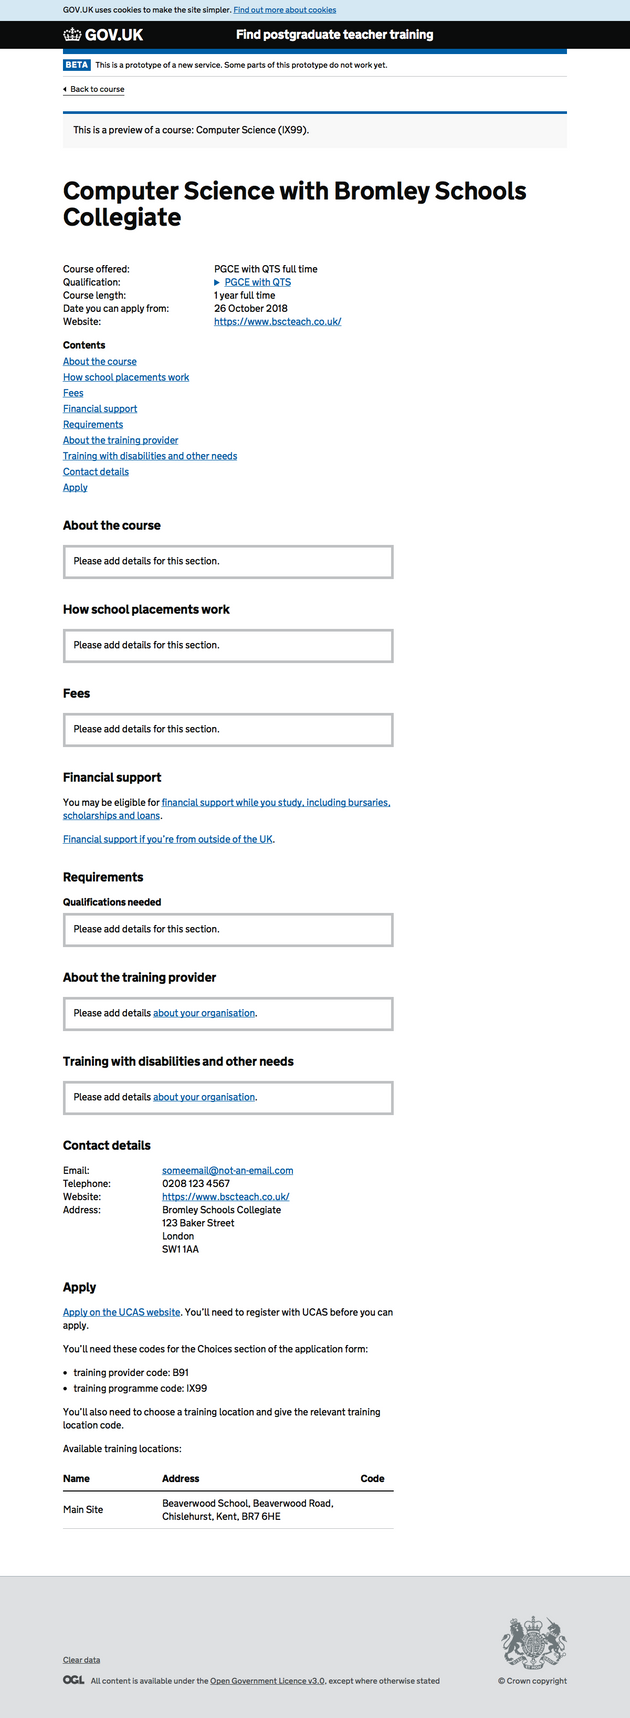 GOV.UK uses cookies to make the site simpler. Find out more about cookies
GOV.UK Find postgraduate teacher training
BETA This is a prototype of a new service. Some parts of this prototype do not work yet.
Back to course
This is a preview of a course: Computer Science (IX99).
Computer Science with Bromley Schools
Collegiate
Course offered: PGCE with QTS full time
Qualification: PGCE with QTS
Course length: 1 year full time
Date you can apply from: 26 October 2018
Website: https://www.bscteach.co.uk/
Contents
About the course
How school placements work
Fees
Financial support
Requirements
About the training provider
Training with disabilities and other needs
Contact details
Apply
About the course
Please add details for this section.
How school placements work
Please add details for this section.
Fees
Please add details for this section.
Financial support
You may be eligible for financial support while you study, including bursaries,
scholarships and loans.
Financial support if you're from outside of the UK.
Requirements
Qualifications needed
Please add details for this section.
About the training provider
Please add details about your organisation.
Training with disabilities and other needs
Please add details about your organisation.
Contact details
Email: someemail@not-an-email.com
Telephone: 0208 123 4567
Website: https://www.bscteach.co.uk/
Address: Bromley Schools Collegiate
123 Baker Street
London
SW1 1AA
Apply
Apply on the UCAS website. You'll need to register with UCAS before you can
apply.
You'll need these codes for the Choices section of the application form:
• training provider code: B91
• training programme code: IX99
You'll also need to choose a training location and give the relevant training
location code.
Available training locations:
Name Address Code
Main Site Beaverwood School, Beaverwood Road,
Chislehurst, Kent, BR7 6HE
Clear data
OGL All content is available under the Open Government Licence v3.0, except where otherwise stated
© Crown copyright